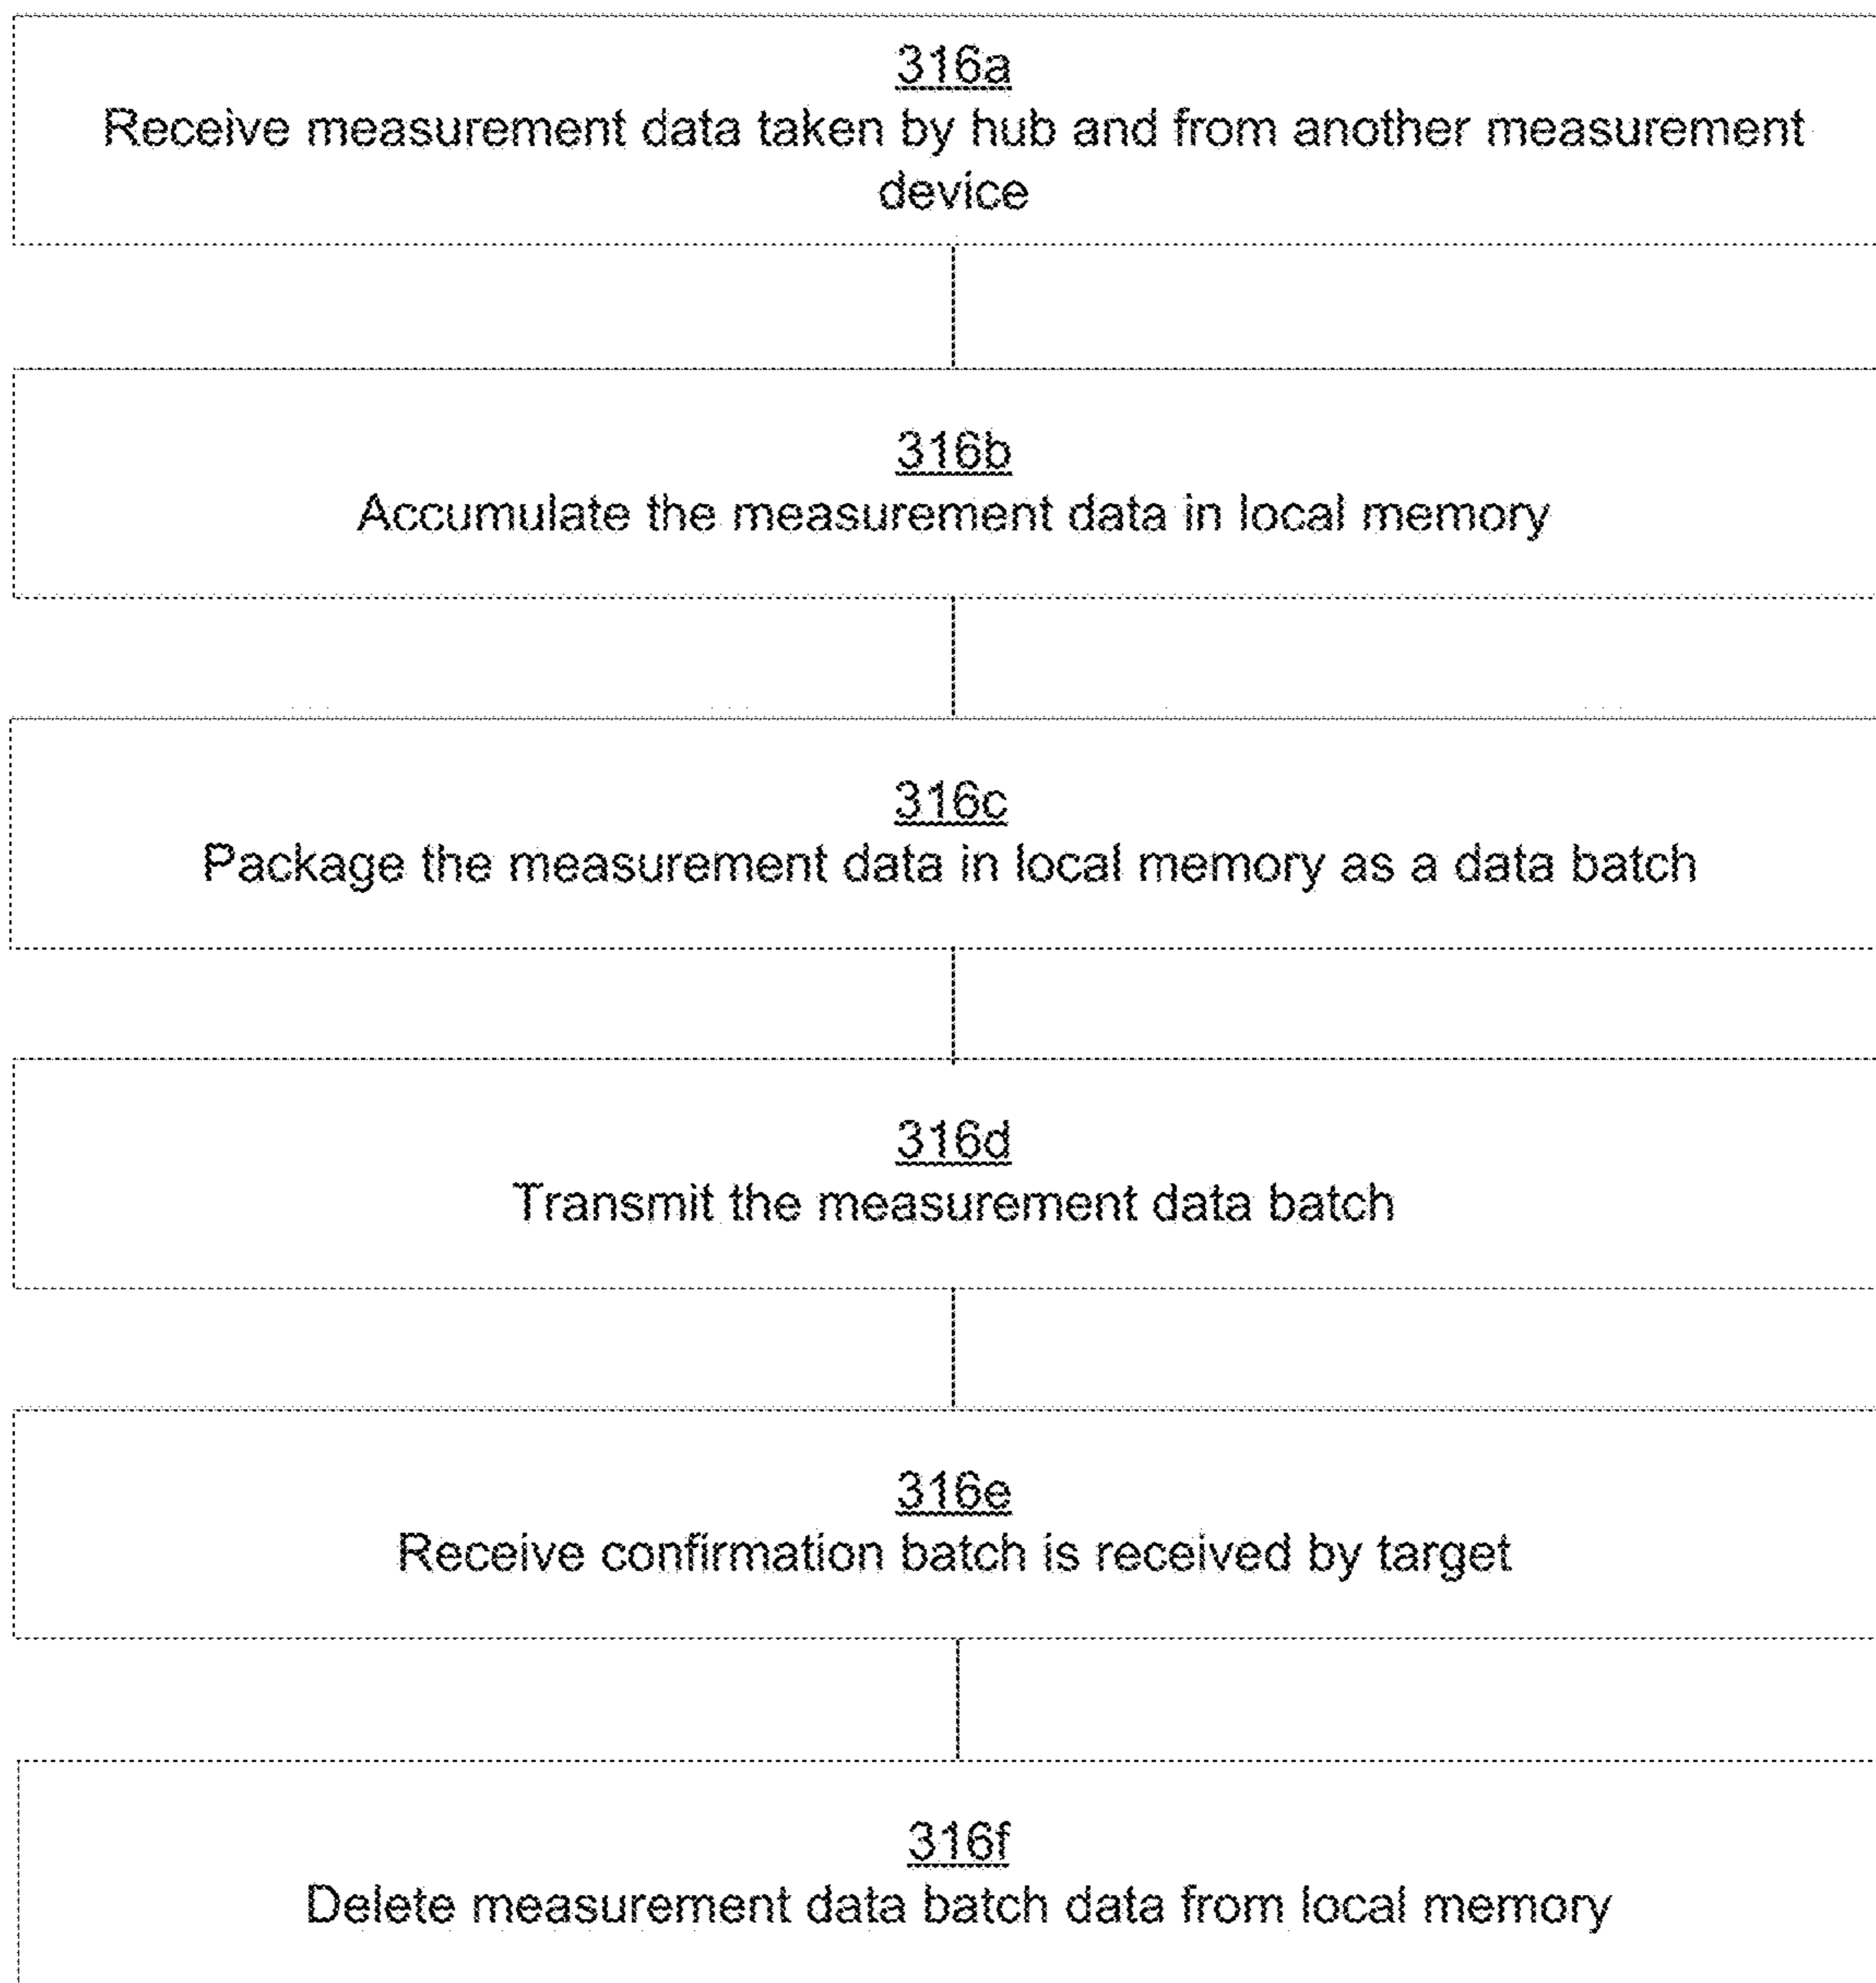 316a
Receive measurement data taken by hub and from another measurement
device
316b
Accumulate the measurement data in local memory
316c
Package the measurement data in local memory as a data batch
316d
Transmit the measurement data batch
316e
Receive confirmation batch is received by target
316f
Delete measurement data batch data from local memory